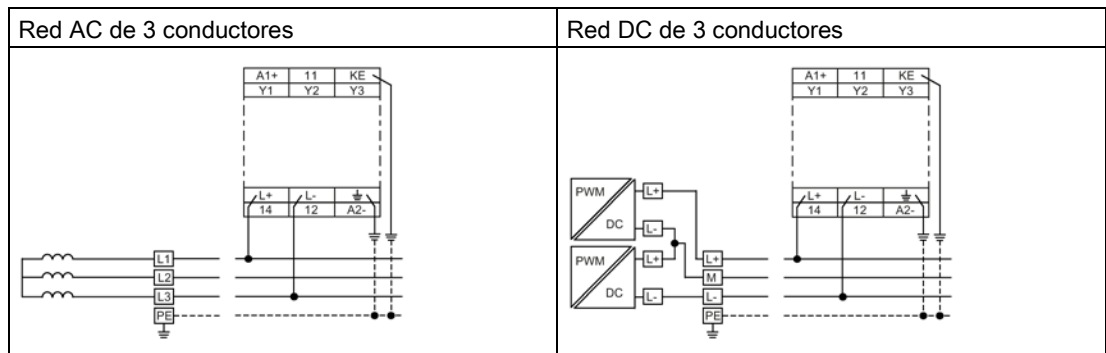 Red AC de 3 conductores
Red DC de 3 conductores
A1+ 11 KE
Y1 Y2 Y3
L+ L-
14 12 A2-
L1
L2
L3
PE
A1+ 11 KE
Y1 Y2 Y3
L+ L-
14 12 A2-
PWM
DC
L+
L-
PWM
DC
L+
L-
L+
M
L-
PE